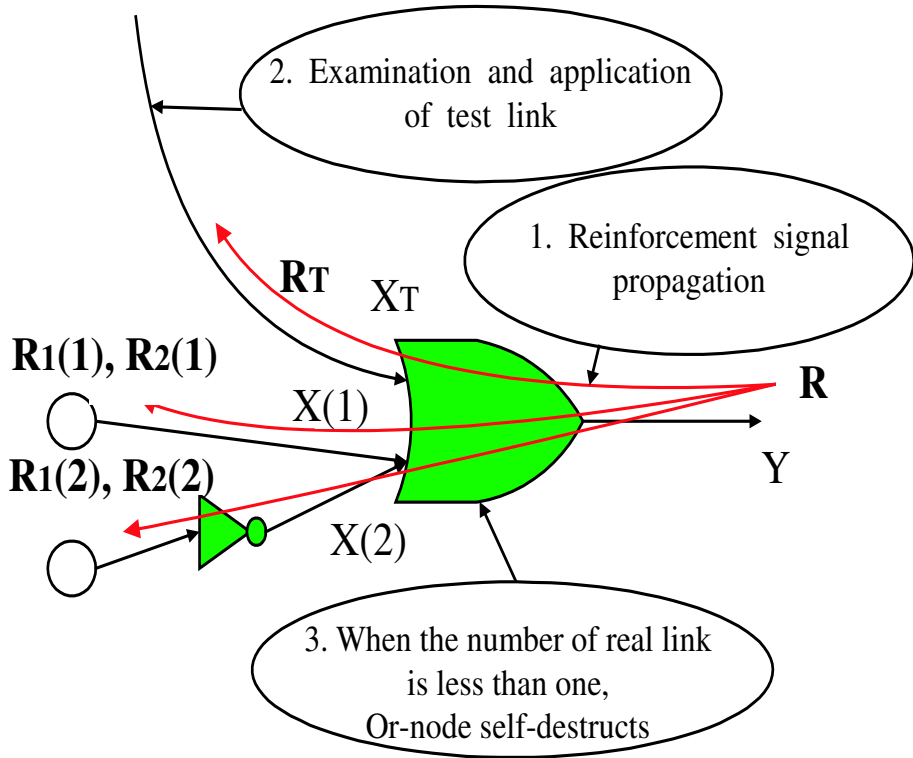 2. Examination and application
of test link
1. Reinforcement signal
propagation
RT
XT
R1(1), R2(1)
X(1)
R
R1(2), R2(2)
Y
X(2)
3. When the number of real link
is less than one,
Or-node self-destructs